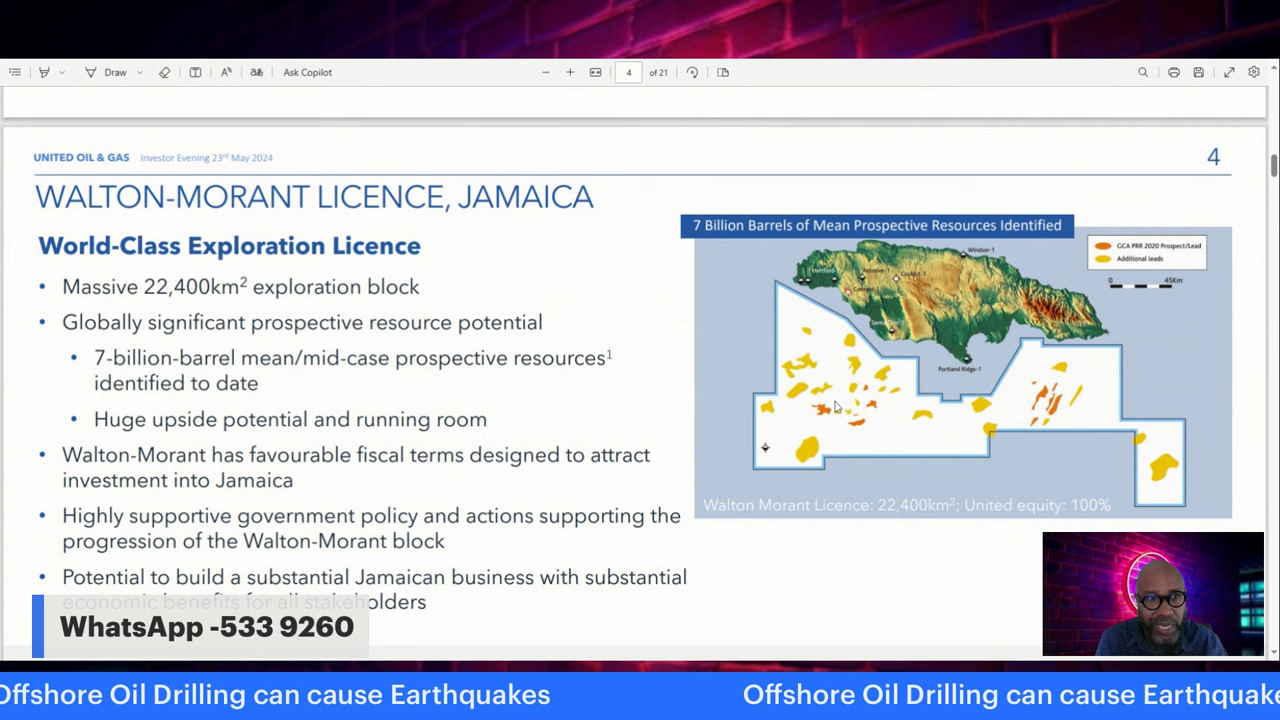 Draw
Ask Copilot
4
of 21
UNITED OIL & GAS Investor Evening 23rd May 2024
4
WALTON-MORANT LICENCE, JAMAICA
World-Class Exploration Licence
• Massive 22,400km2 exploration block
• Globally significant prospective resource potential
• 7-billion-barrel mean/mid-case prospective resources1
identified to date
• Huge upside potential and running room
• Walton-Morant has favourable fiscal terms designed to attract
investment into Jamaica
• Highly supportive government policy and actions supporting the
progression of the Walton-Morant block
• Potential to build a substantial Jamaican business with substantial
economic benefits for all stakeholders
7 Billion Barrels of Mean Prospective Resources Identified
GCA PRR 2020 Prospect/Lead
Additional leads
0 45Km
Windsor-1
Portland Ridge-1
Walton Morant Licence: 22,400km2; United equity: 100%
WhatsApp -533 9260
Offshore Oil Drilling can cause Earthquakes
Offshore Oil Drilling can cause Earthquake